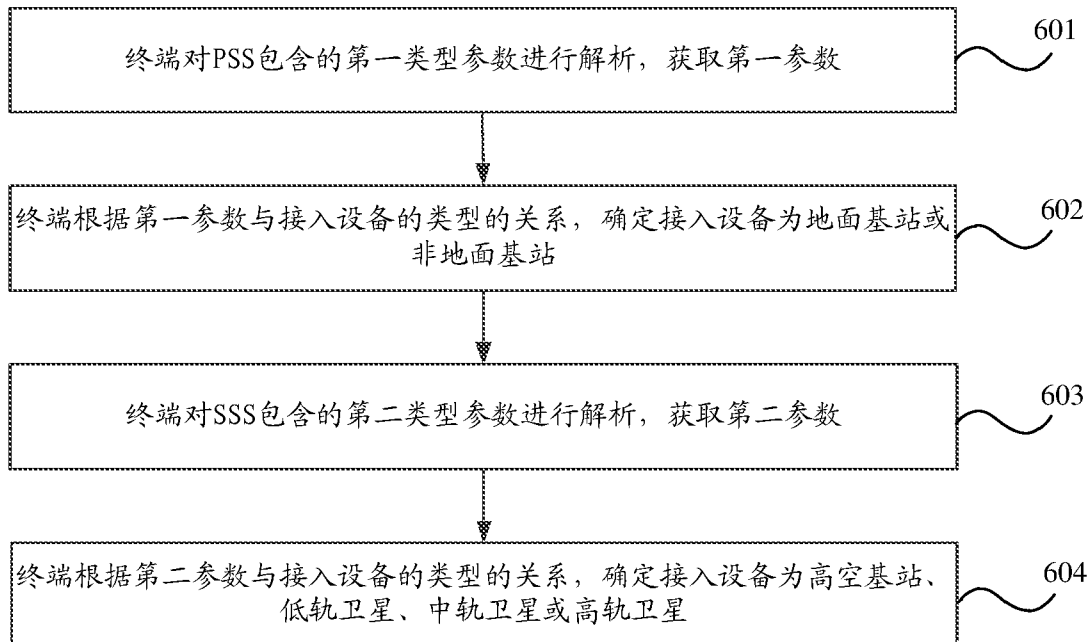 终端对PSS包含的第一类型参数进行解析，获取第一参数
601
终端根据第一参数与接入设备的类型的关系，确定接入设备为地面基站或
非地面基站
602
终端对SSS包含的第二类型参数进行解析，获取第二参数
603
终端根据第二参数与接入设备的类型的关系，确定接入设备为高空基站、
低轨卫星、中轨卫星或高轨卫星
604